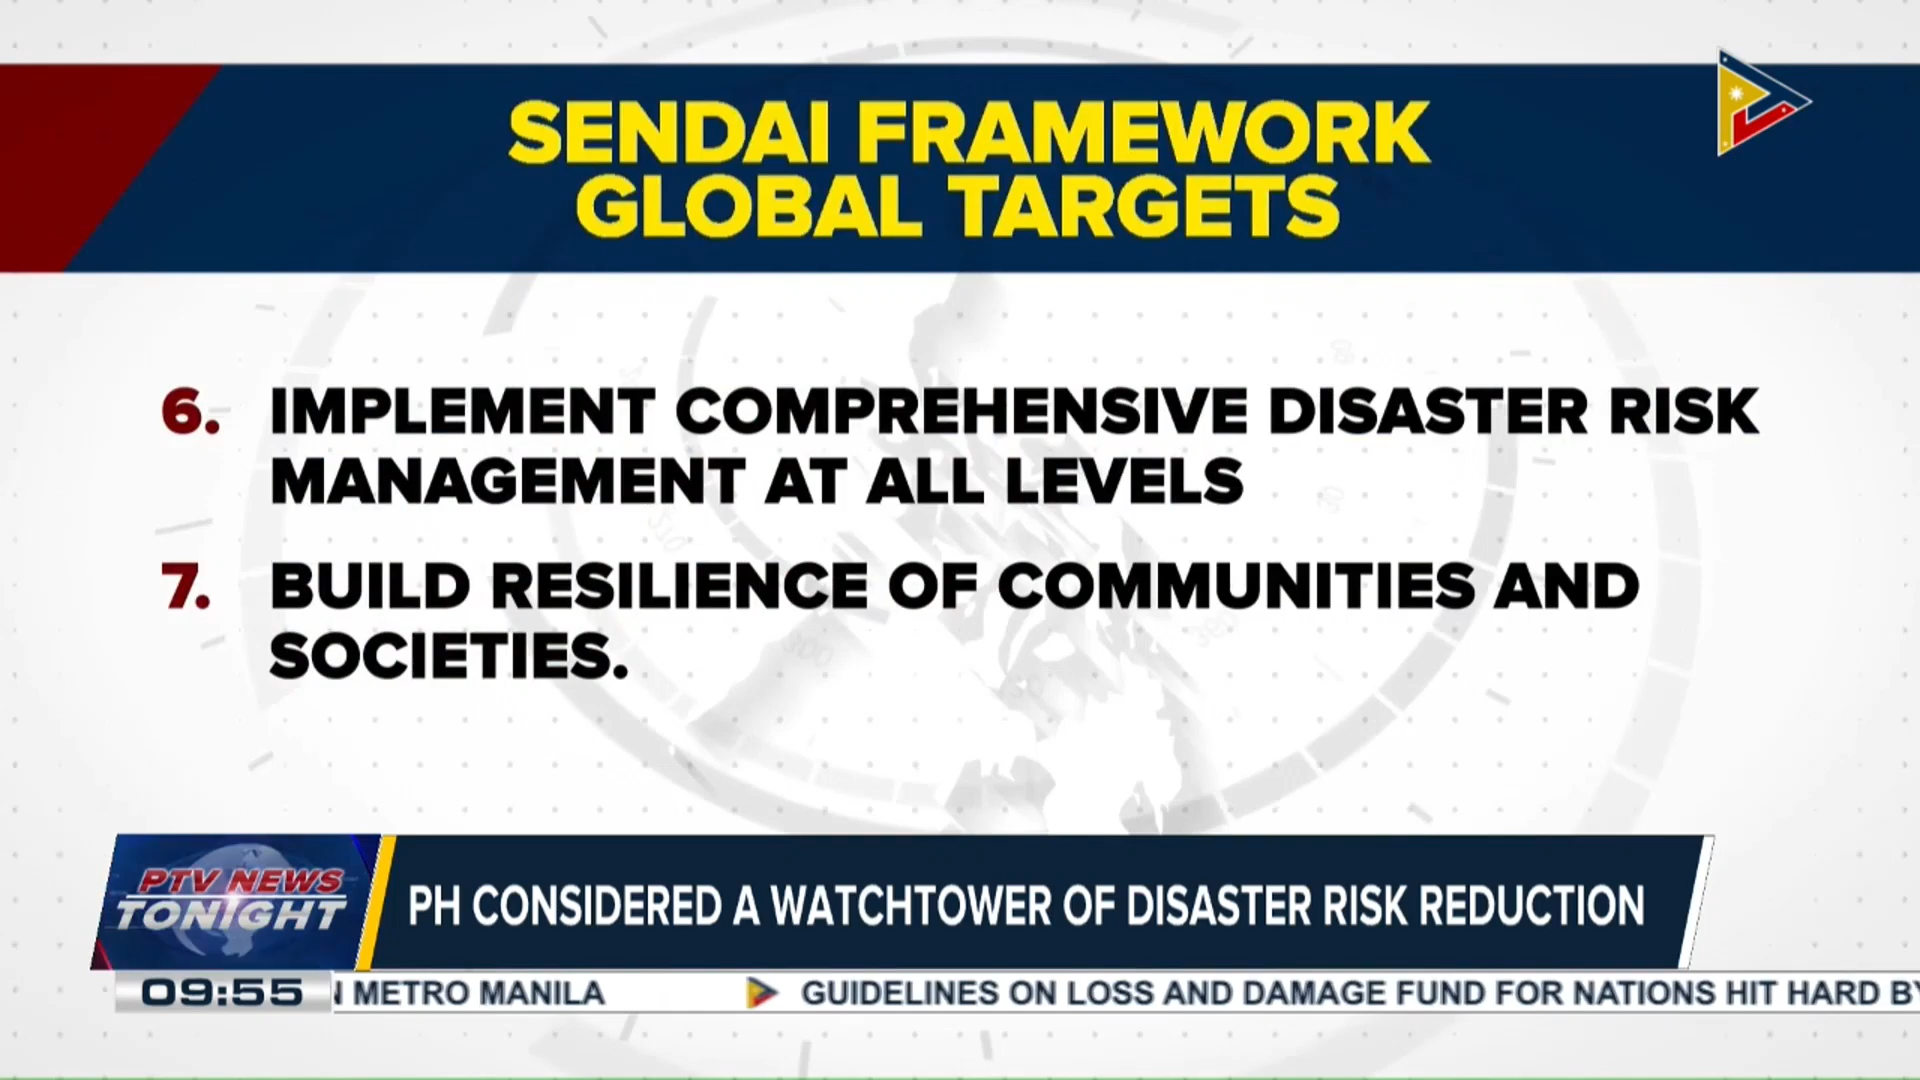 SENDAI FRAMEWORK
GLOBAL TARGETS
6. IMPLEMENT COMPREHENSIVE DISASTER RISK
MANAGEMENT AT ALL LEVELS
7. BUILD RESILIENCE OF COMMUNITIES AND
SOCIETIES.
PTV NEWS
TONIGHT
PH CONSIDERED A WATCHTOWER OF DISASTER RISK REDUCTION
09:55
METRO MANILA
GUIDELINES ON LOSS AND DAMAGE FUND FOR NATIONS HIT HARD BY